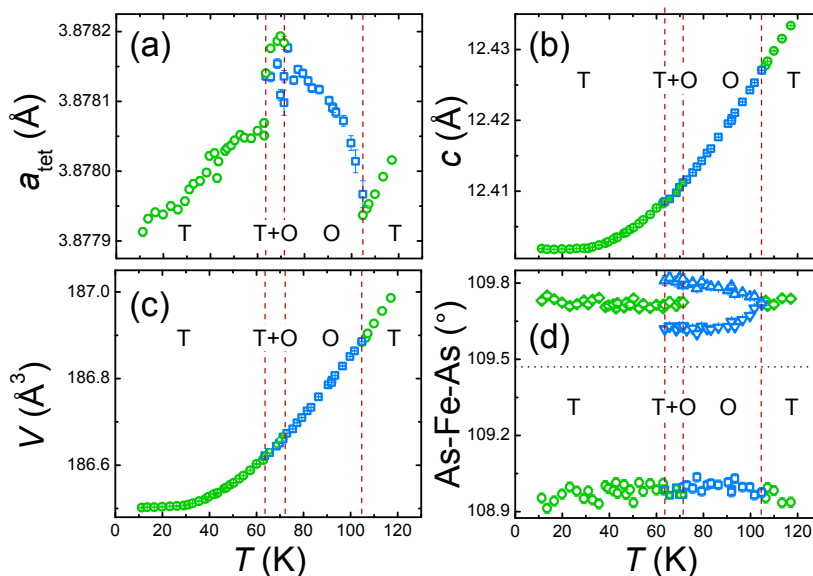 (a)
3.8782
3.8781
3.8780
3.8779
a_tet (Å)
T T+O O T
(b)
12.43
12.42
12.41
c (Å)
T T+O O T
(c)
187.0
186.8
186.6
V (Å³)
T T+O O T
0 20 40 60 80 100 120
T (K)
(d)
109.8
109.5
109.2
108.9
As-Fe-As (°)
T T+O O T
0 20 40 60 80 100 120
T (K)